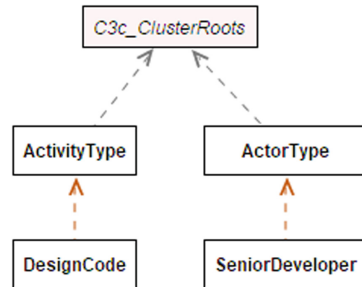 C3c_ClusterRoots
ActivityType
ActorType
DesignCode
SeniorDeveloper